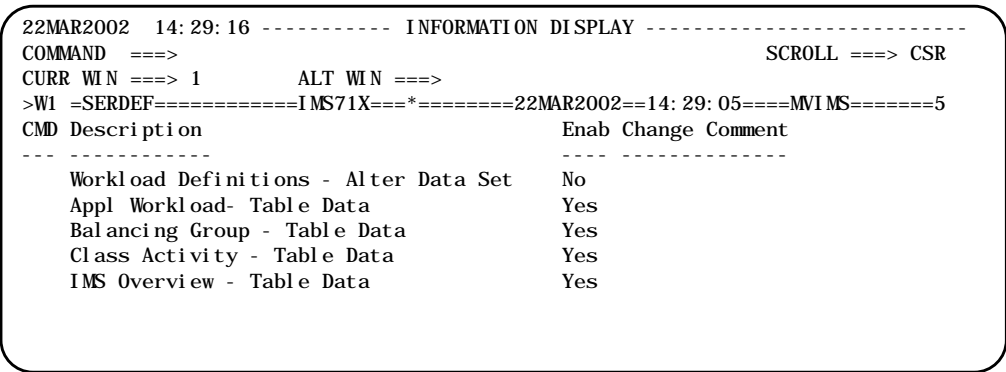 22MAR2002  14:29:16 ----------- INFORMATION DISPLAY ---------------------------
COMMAND  ===>                                                 SCROLL ===> CSR
CURR WIN ===> 1        ALT WIN ===>
>W1 =SERDEF============IMS71X===*========22MAR2002==14:29:05====MVIMS=======5
CMD Description                              Enab Change Comment
--- ------------                             ---- --------------
    Workload Definitions - Alter Data Set    No
    Appl Workload- Table Data                Yes
    Balancing Group - Table Data             Yes
    Class Activity - Table Data              Yes
    IMS Overview - Table Data                Yes